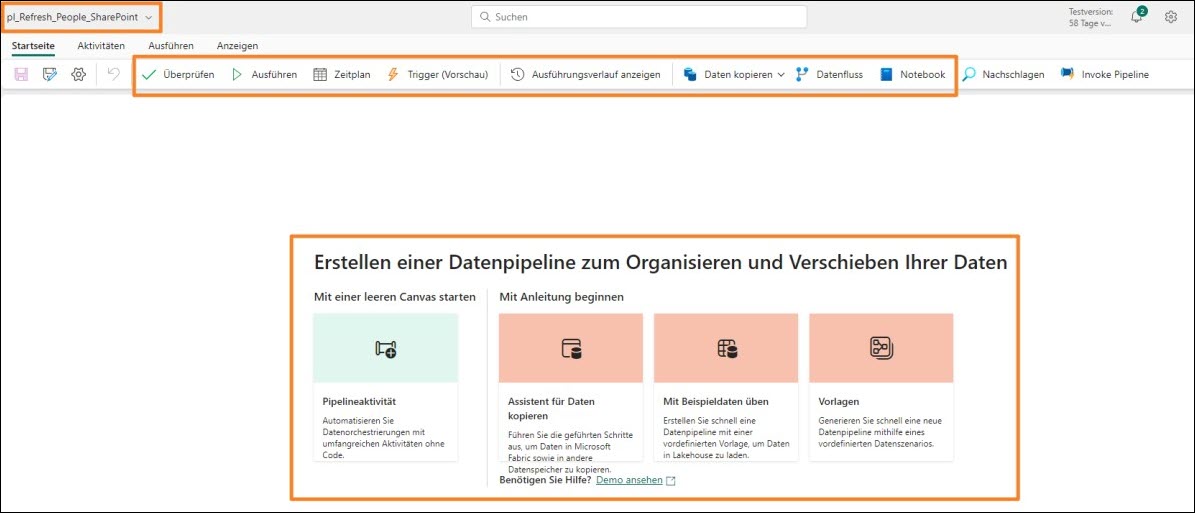 pl_Refresh_People_SharePoint
Suchen
Testversion:
58 Tage v...
2
Startseite Aktivitäten Ausführen Anzeigen
Überprüfen Ausführen Zeitplan Trigger (Vorschau) Ausführungsverlauf anzeigen Daten kopieren Datenfluss Notebook Nachschlagen Invoke Pipeline
Erstellen einer Datenpipeline zum Organisieren und Verschieben Ihrer Daten
Mit einer leeren Canvas starten
Pipelineaktivität
Automatisieren Sie
Datenorchestrierungen mit
umfangreichen Aktivitäten ohne
Code.
Mit Anleitung beginnen
Assistent für Daten
kopieren
Führen Sie die geführten Schritte
aus, um Daten in Microsoft
Fabric sowie in andere
Datenspeicher zu kopieren.
Mit Beispieldaten üben
Erstellen Sie schnell eine
Datenpipeline mit einer
vordefinierten Vorlage, um Daten
in Lakehouse zu laden.
Vorlagen
Generieren Sie schnell eine neue
Datenpipeline mithilfe eines
vordefinierten Datenszenarios.
Benötigen Sie Hilfe? Demo ansehen